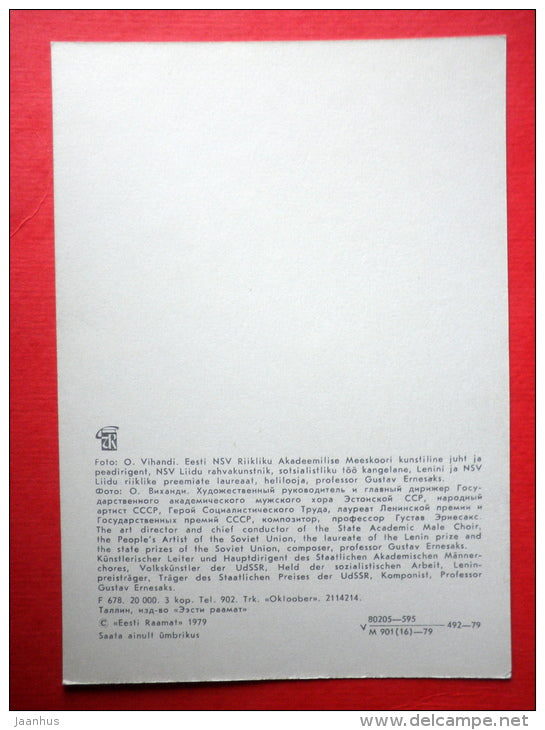 ER
Foto: O. Vihandi. Eesti NSV Riikliku Akadeemilise Meeskoori kunstiline juht ja
peadirigent, NSV Liidu rahvakunstnik, sotsialistliku töö kangelane, Lenini ja NSV
Liidu riiklike preemiate laureaat, helilooja, professor Gustav Ernesaks.
Фото: О. Виханди. Художественный руководитель и главный дирижер Госу-
дарственного академического мужского хора Эстонской ССР, народный
артист СССР, Герой Социалистического Труда, лауреат Ленинской премии и
Государственных премий СССР, композитор, профессор Густав Эрнесакс.
The art director and chief conductor of the State Academic Male Choir,
the People's Artist of the Soviet Union, the laureate of the Lenin prize and
the state prizes of the Soviet Union, composer, professor Gustav Ernesaks.
Künstlerischer Leiter und Hauptdirigent des Staatlichen Akademischen Männer-
chores, Volkskünstler der UdSSR, Held der sozialistischen Arbeit, Lenin-
preisträger, Träger des Staatlichen Preises der UdSSR, Komponist, Professor
Gustav Ernesaks.
F 678. 20 000. 3 kop. Tel. 902. Trk. «Oktoober». 2114214.
Таллин, изд-во «Ээсти раамат»
© «Eesti Raamat» 1979
Saata ainult ümbrikus
V 80205—595
M 901(16)—79 492—79
jaanhus
www.delcampe.net